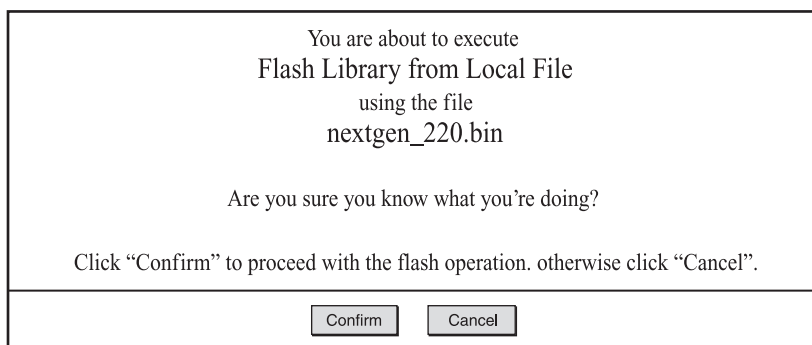 You are about to execute
Flash Library from Local File
using the file
nextgen_220.bin
Are you sure you know what you’re doing?
Click “Confirm” to proceed with the flash operation. otherwise click “Cancel”.
Confirm Cancel